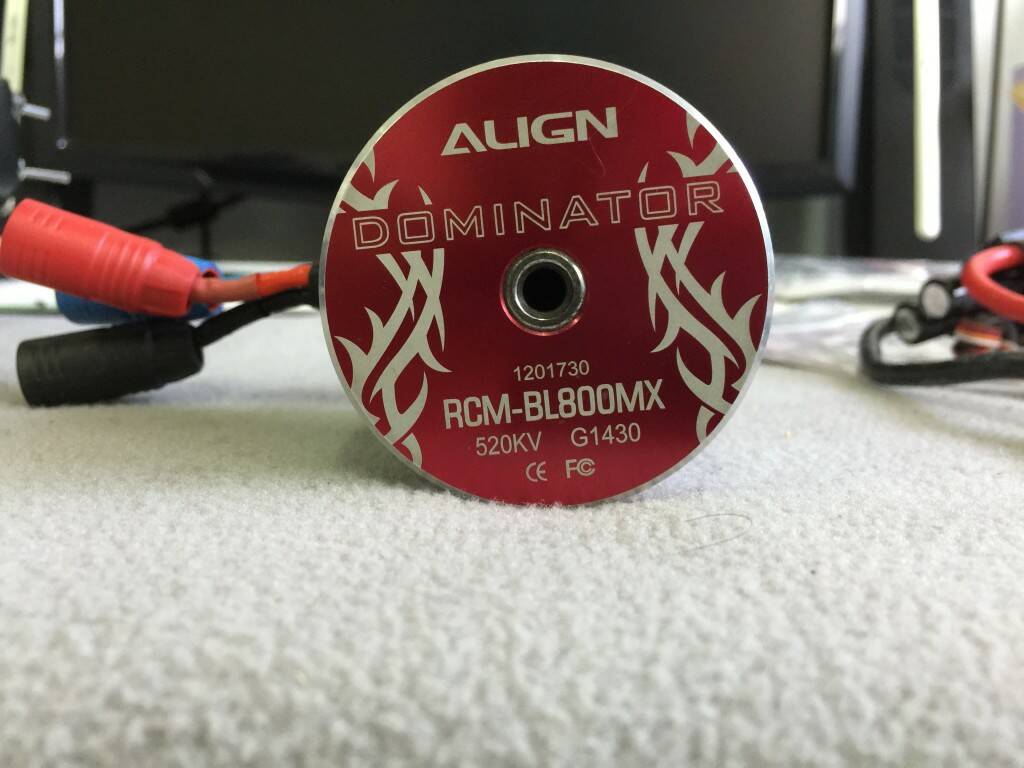 ALIGN
DOMINATOR
1201730
RCM-BL800MX
520KV G1430
CE FC